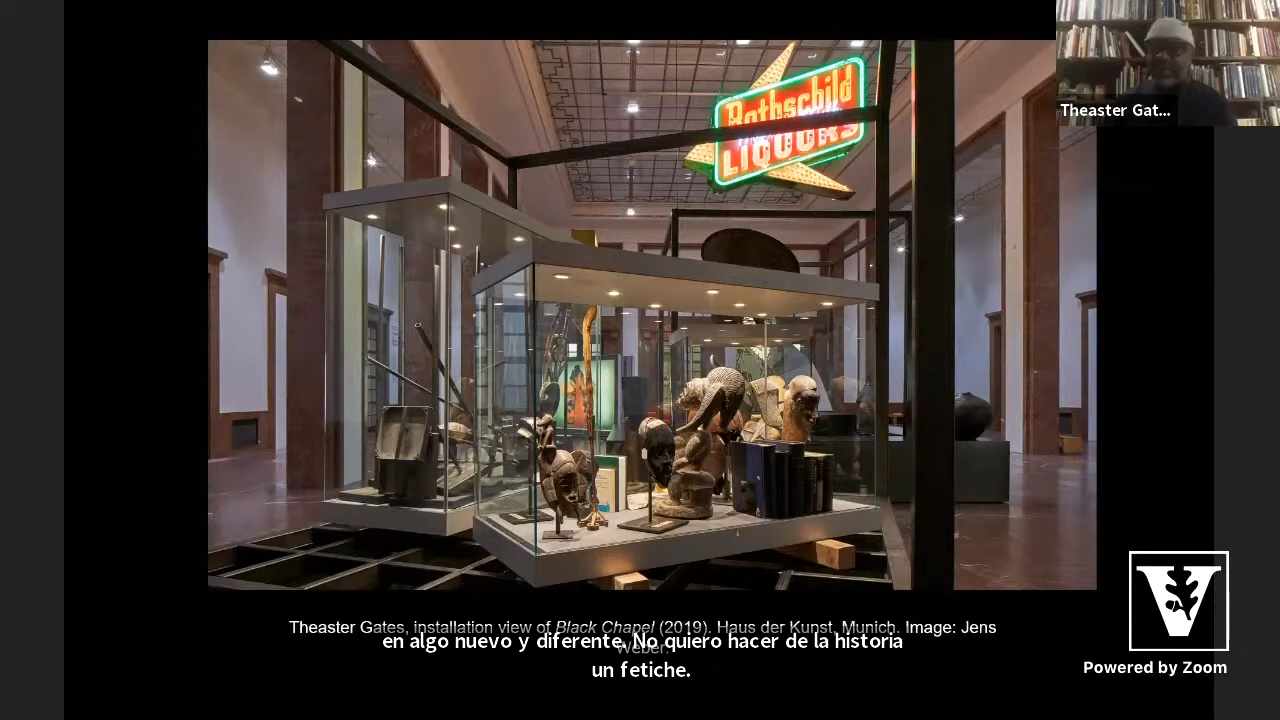 Rothschild
LIQUORS
Theaster Gat...
Theaster Gates, installation view of Black Chapel (2019). Haus der Kunst, Munich. Image: Jens
Weber.
en algo nuevo y diferente. No quiero hacer de la historia
un fetiche.
V
Powered by Zoom